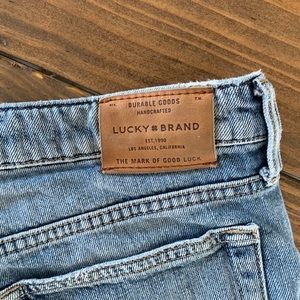 DURABLE GOODS
HANDCRAFTED
LUCKY BRAND
EST. 1990
LOS ANGELES, CALIFORNIA
THE MARK OF GOOD LUCK